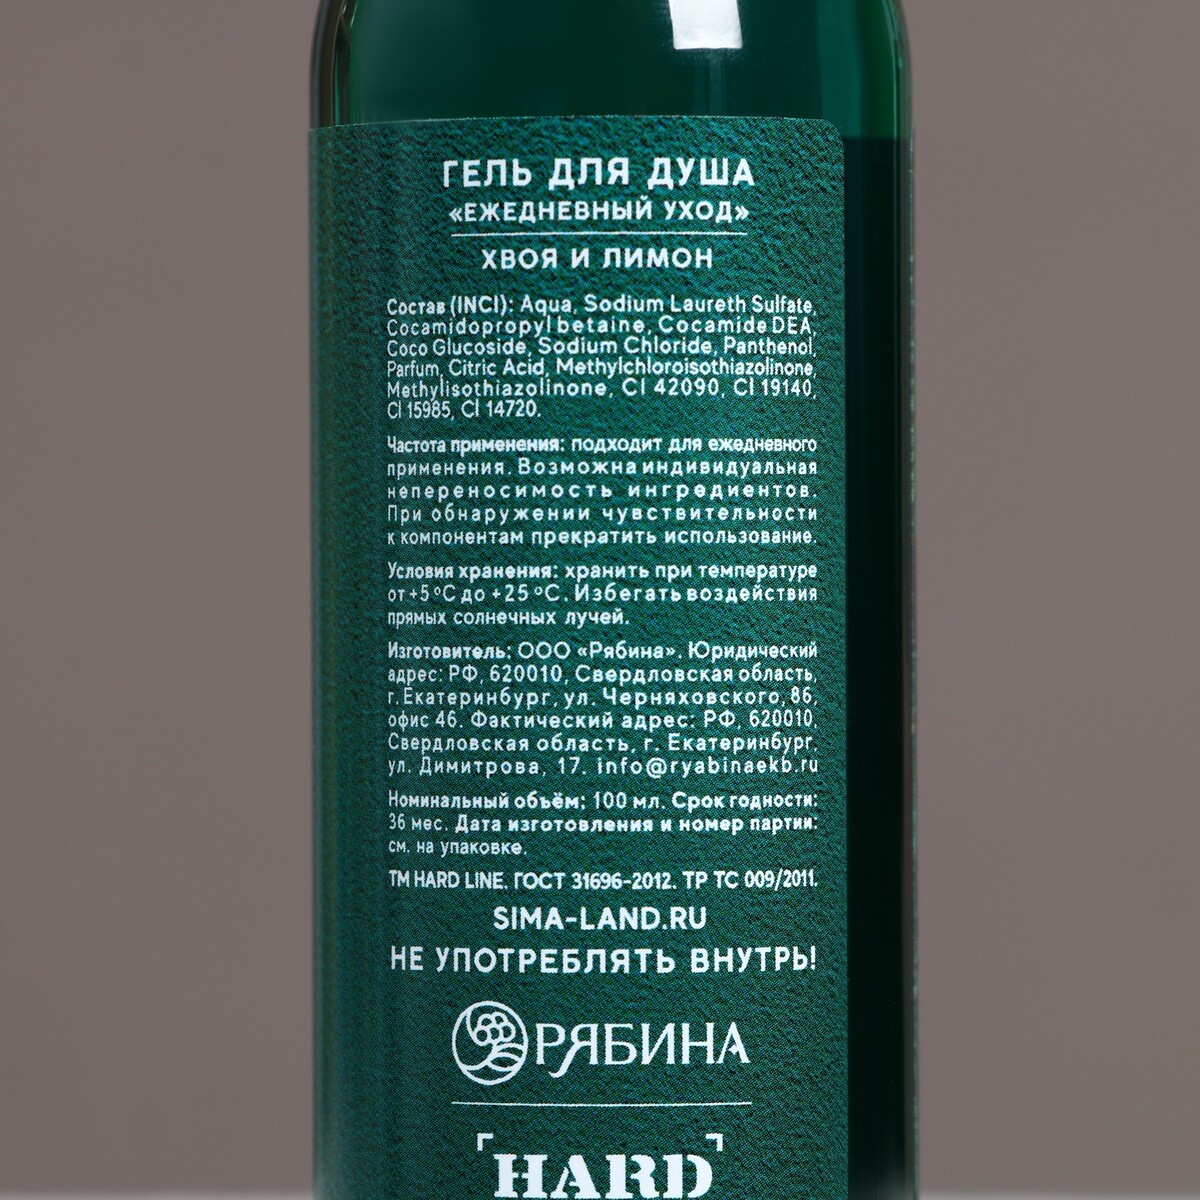 ГЕЛЬ ДЛЯ ДУША
«ЕЖЕДНЕВНЫЙ УХОД»
ХВОЯ И ЛИМОН
Состав (INCI): Aqua, Sodium Laureth Sulfate,
Cocamidopropyl betaine, Cocamide DEA,
Coco Glucoside, Sodium Chloride, Panthenol,
Parfum, Citric Acid, Methylchloroisothiazolinone,
Methylisothiazolinone, CI 42090, CI 19140,
CI 15985, CI 14720.
Частота применения: подходит для ежедневного
применения. Возможна индивидуальная
непереносимость ингредиентов.
При обнаружении чувствительности
к компонентам прекратить использование.
Условия хранения: хранить при температуре
от +5 ºС до +25 ºС. Избегать воздействия
прямых солнечных лучей.
Изготовитель: ООО «Рябина». Юридический
адрес: РФ, 620010, Свердловская область,
г. Екатеринбург, ул. Черняховского, 86,
офис 46. Фактический адрес: РФ, 620010,
Свердловская область, г. Екатеринбург,
ул. Димитрова, 17. info@ryabinaekb.ru
Номинальный объём: 100 мл. Срок годности:
36 мес. Дата изготовления и номер партии:
см. на упаковке.
TM HARD LINE. ГОСТ 31696-2012. ТР ТС 009/2011.
SIMA-LAND.RU
НЕ УПОТРЕБЛЯТЬ ВНУТРЬ!
РЯБИНА
HARD